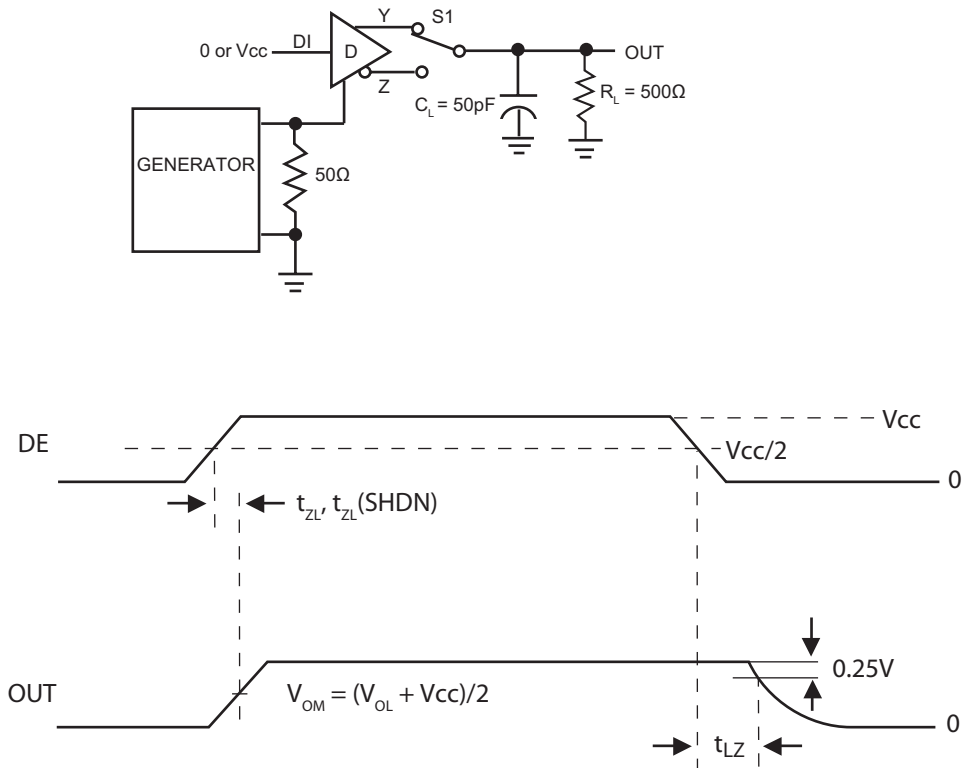 Y
S1
0 or Vcc
DI
D
OUT
Z
C_L = 50pF
R_L = 500Ω
GENERATOR
50Ω
Vcc
DE
Vcc/2
0
t_ZL, t_ZL(SHDN)
0.25V
OUT
V_OM = (V_OL + Vcc)/2
0
t_LZ